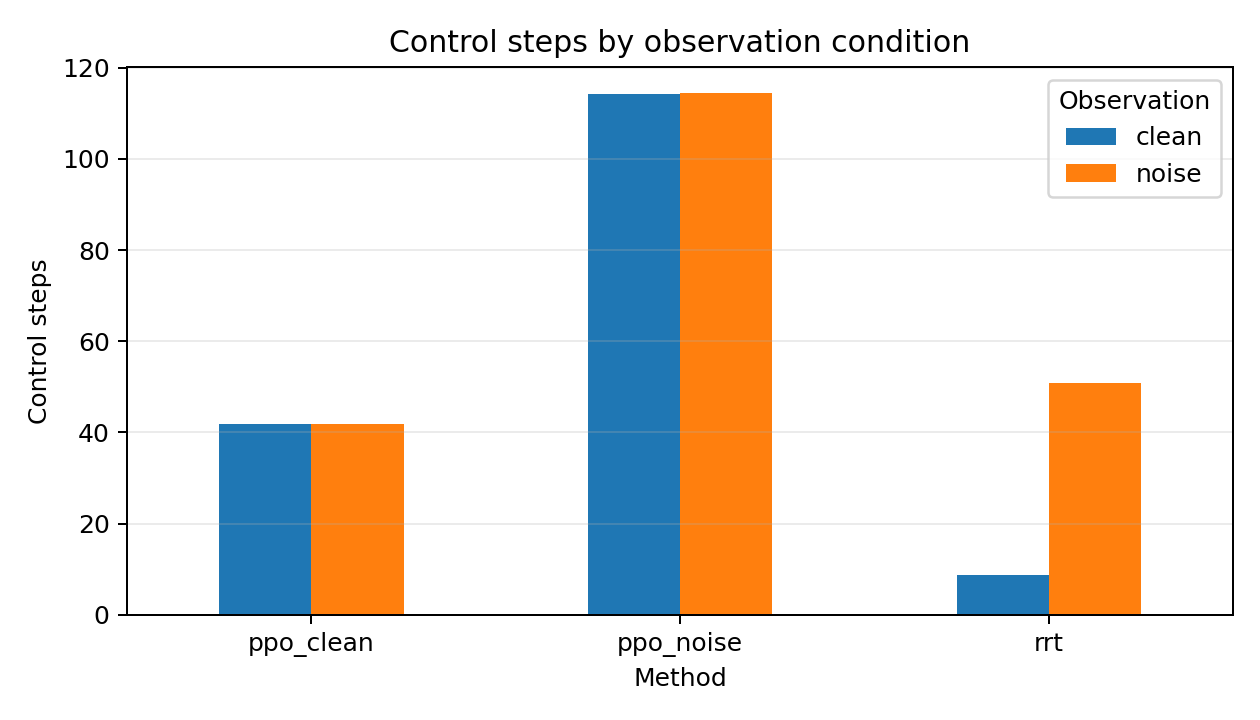 Control steps by observation condition
Control steps
120
100
80
60
40
20
0
Observation
clean
noise
ppo_clean
ppo_noise
rrt
Method